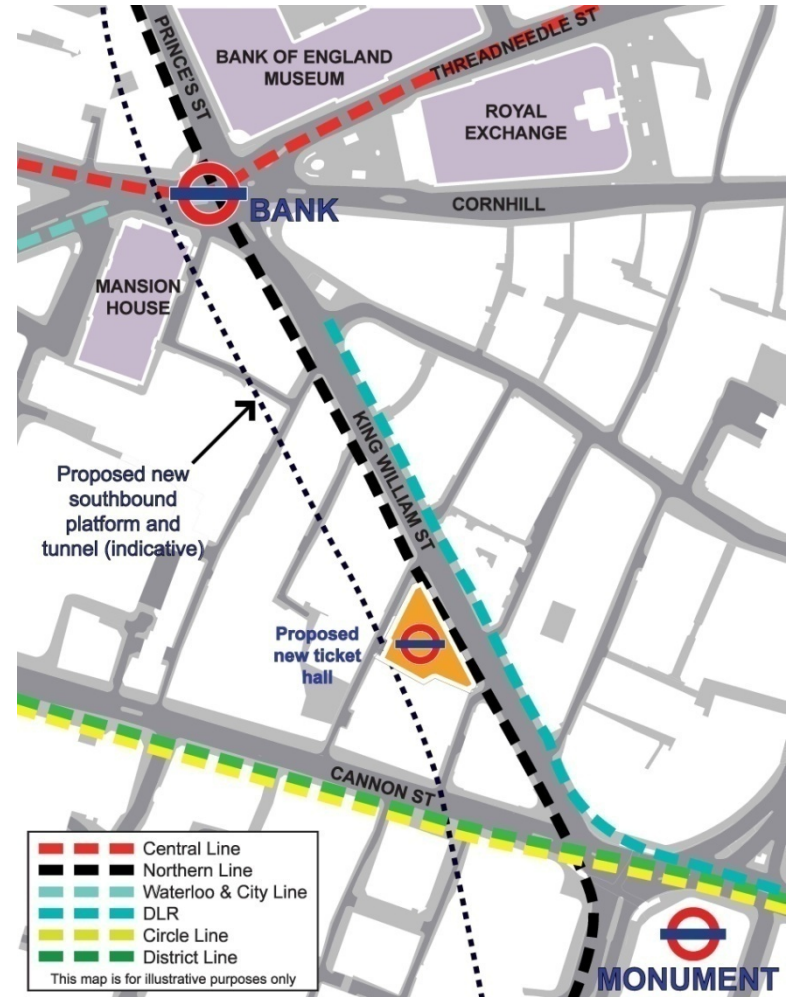 PRINCE'S ST
BANK OF ENGLAND
MUSEUM
THREADNEEDLE ST
ROYAL
EXCHANGE
BANK
CORNHILL
MANSION
HOUSE
KING WILLIAM ST
Proposed new
southbound
platform and
tunnel (indicative)
Proposed
new ticket
hall
CANNON ST
Central Line
Northern Line
Waterloo & City Line
DLR
Circle Line
District Line
This map is for illustrative purposes only
MONUMENT